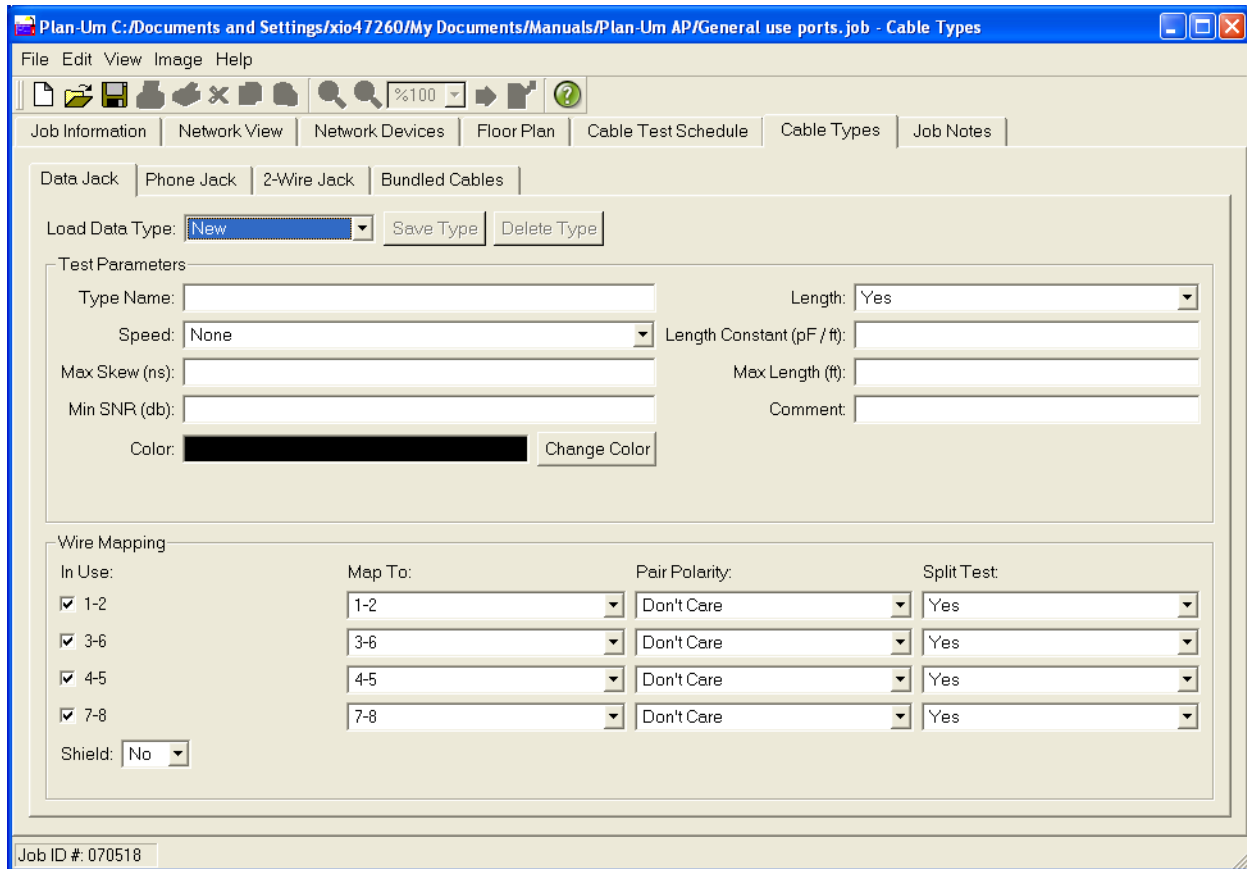 Plan-Um C:/Documents and Settings/xio47260/My Documents/Manuals/Plan-Um AP/General use ports.job - Cable Types
File Edit View Image Help
%100
Job Information Network View Network Devices Floor Plan Cable Test Schedule Cable Types Job Notes
Data Jack Phone Jack 2-Wire Jack Bundled Cables
Load Data Type: New Save Type Delete Type
Test Parameters
Type Name: Length: Yes
Speed: None Length Constant (pF / ft):
Max Skew (ns): Max Length (ft):
Min SNR (db): Comment:
Color: Change Color
Wire Mapping
In Use: Map To: Pair Polarity: Split Test:
1-2 1-2 Don't Care Yes
3-6 3-6 Don't Care Yes
4-5 4-5 Don't Care Yes
7-8 7-8 Don't Care Yes
Shield: No
Job ID #: 070518